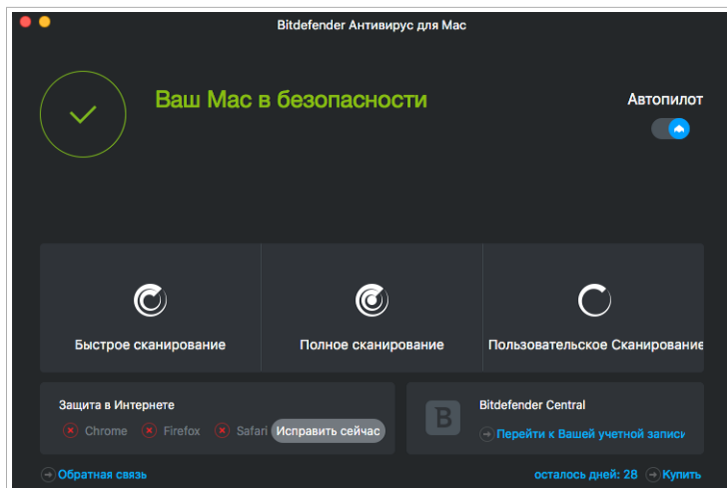 Bitdefender Антивирус для Mac
Ваш Mac в безопасности
Автопилот
Быстрое сканирование
Полное сканирование
Пользовательское Сканирование
Защита в Интернете
Chrome
Firefox
Safari
Исправить сейчас
B
Bitdefender Central
Перейти к Вашей учетной записи
Обратная связь
осталось дней: 28
Купить